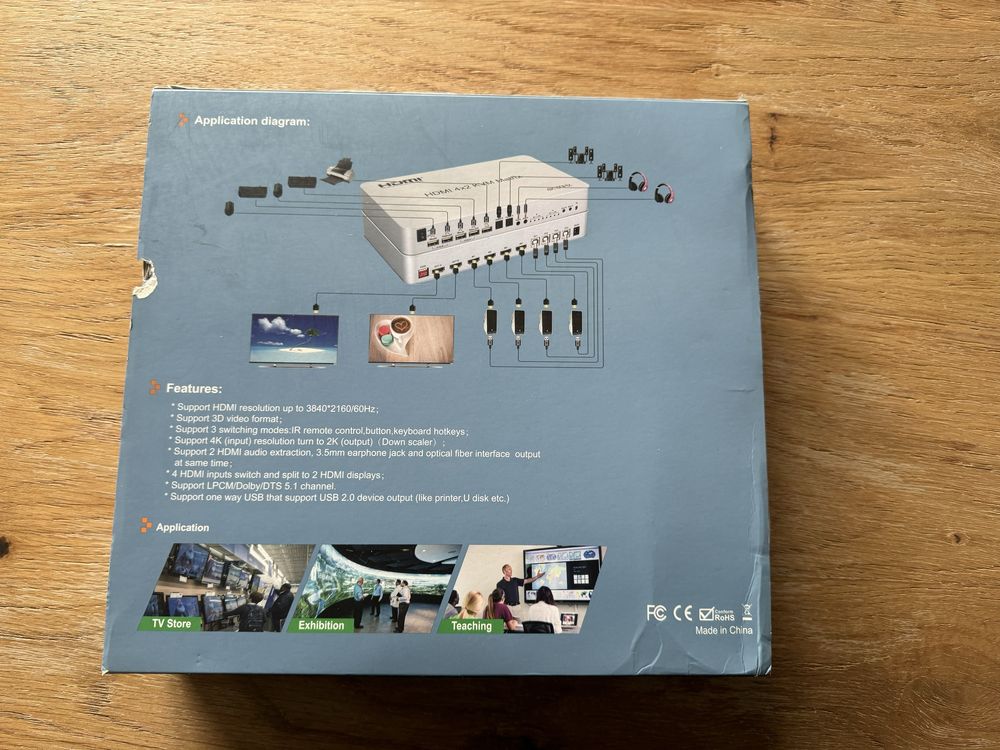 Application diagram:
HDMI
HDMI 4x2 KVM Matrix
Features:
* Support HDMI resolution up to 3840*2160/60Hz;
* Support 3D video format;
* Support 3 switching modes:IR remote control,button,keyboard hotkeys;
* Support 4K (input) resolution turn to 2K (output)（Down scaler）;
* Support 2 HDMI audio extraction, 3.5mm earphone jack and optical fiber interface output
at same time;
* 4 HDMI inputs switch and split to 2 HDMI displays;
* Support LPCM/Dolby/DTS 5.1 channel.
* Support one way USB that support USB 2.0 device output (like printer,U disk etc.)
Application
TV Store
Exhibition
Teaching
FC CE Conform RoHS
Made in China